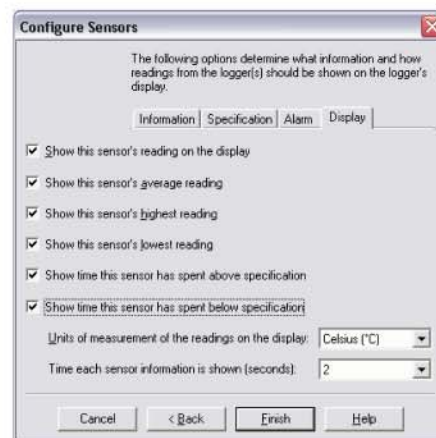 Configure Sensors
The following options determine what information and how
readings from the logger(s) should be shown on the logger's
display.
Information Specification Alarm Display
Show this sensor's reading on the display
Show this sensor's average reading
Show this sensor's highest reading
Show this sensor's lowest reading
Show time this sensor has spent above specification
Show time this sensor has spent below specification
Units of measurement of the readings on the display: Celsius (°C)
Time each sensor information is shown (seconds): 2
Cancel < Back Finish Help